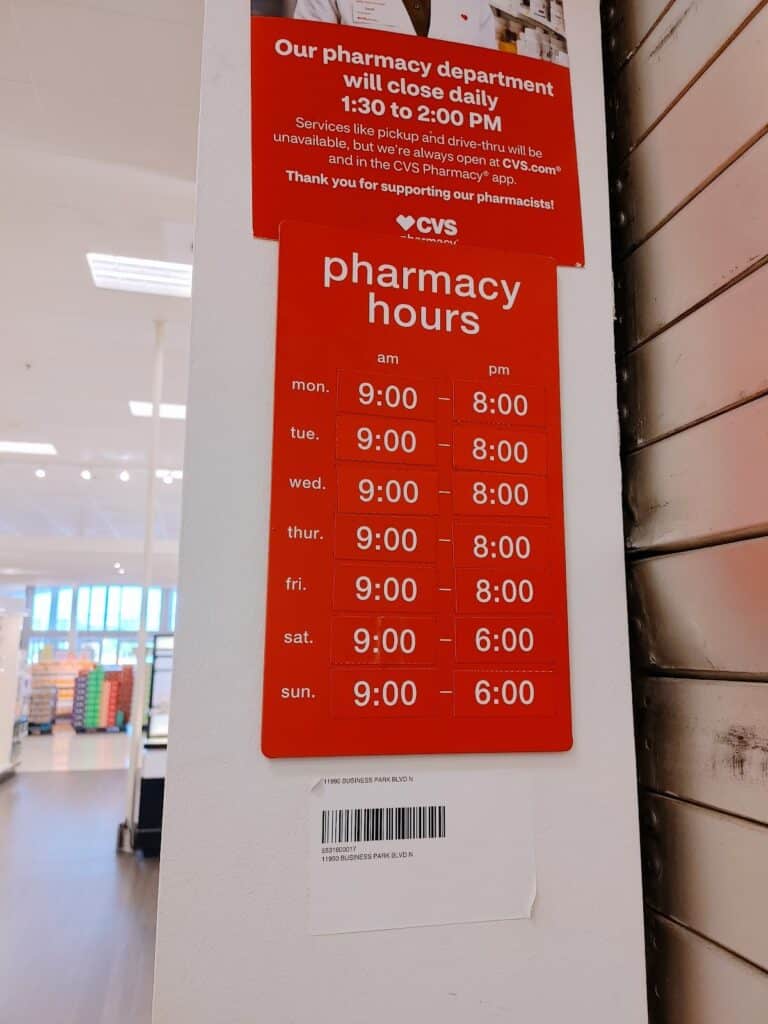 Our pharmacy department
will close daily
1:30 to 2:00 PM
Services like pickup and drive-thru will be
unavailable, but we're always open at CVS.com®
and in the CVS Pharmacy® app.
Thank you for supporting our pharmacists!
CVS
pharmacy®
pharmacy
hours
am pm
mon. 9:00 – 8:00
tue. 9:00 – 8:00
wed. 9:00 – 8:00
thur. 9:00 – 8:00
fri. 9:00 – 8:00
sat. 9:00 – 6:00
sun. 9:00 – 6:00
BUSINESS PARK BLVD N
BUSINESS PARK BLVD N